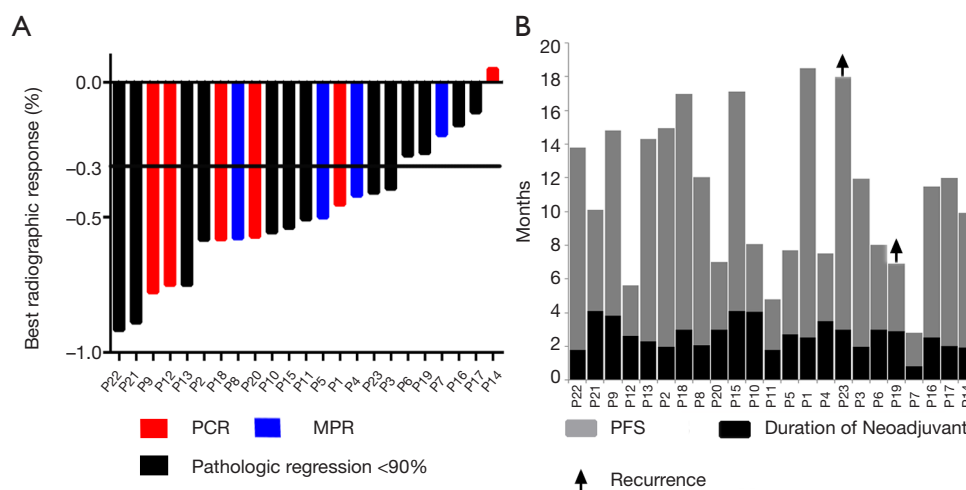 A
Best radiographic response (%)
0.0
−0.3
−0.5
−1.0
P22 P21 P9 P12 P13 P2 P18 P8 P20 P10 P15 P11 P5 P1 P4 P23 P3 P6 P19 P7 P16 P17 P14
PCR MPR
Pathologic regression <90%
B
Months
20
18
16
14
12
10
8
6
4
2
0
P22 P21 P9 P12 P13 P2 P18 P8 P20 P15 P10 P11 P5 P1 P4 P23 P3 P6 P19 P7 P16 P17 P14
PFS Duration of Neoadjuvant
Recurrence